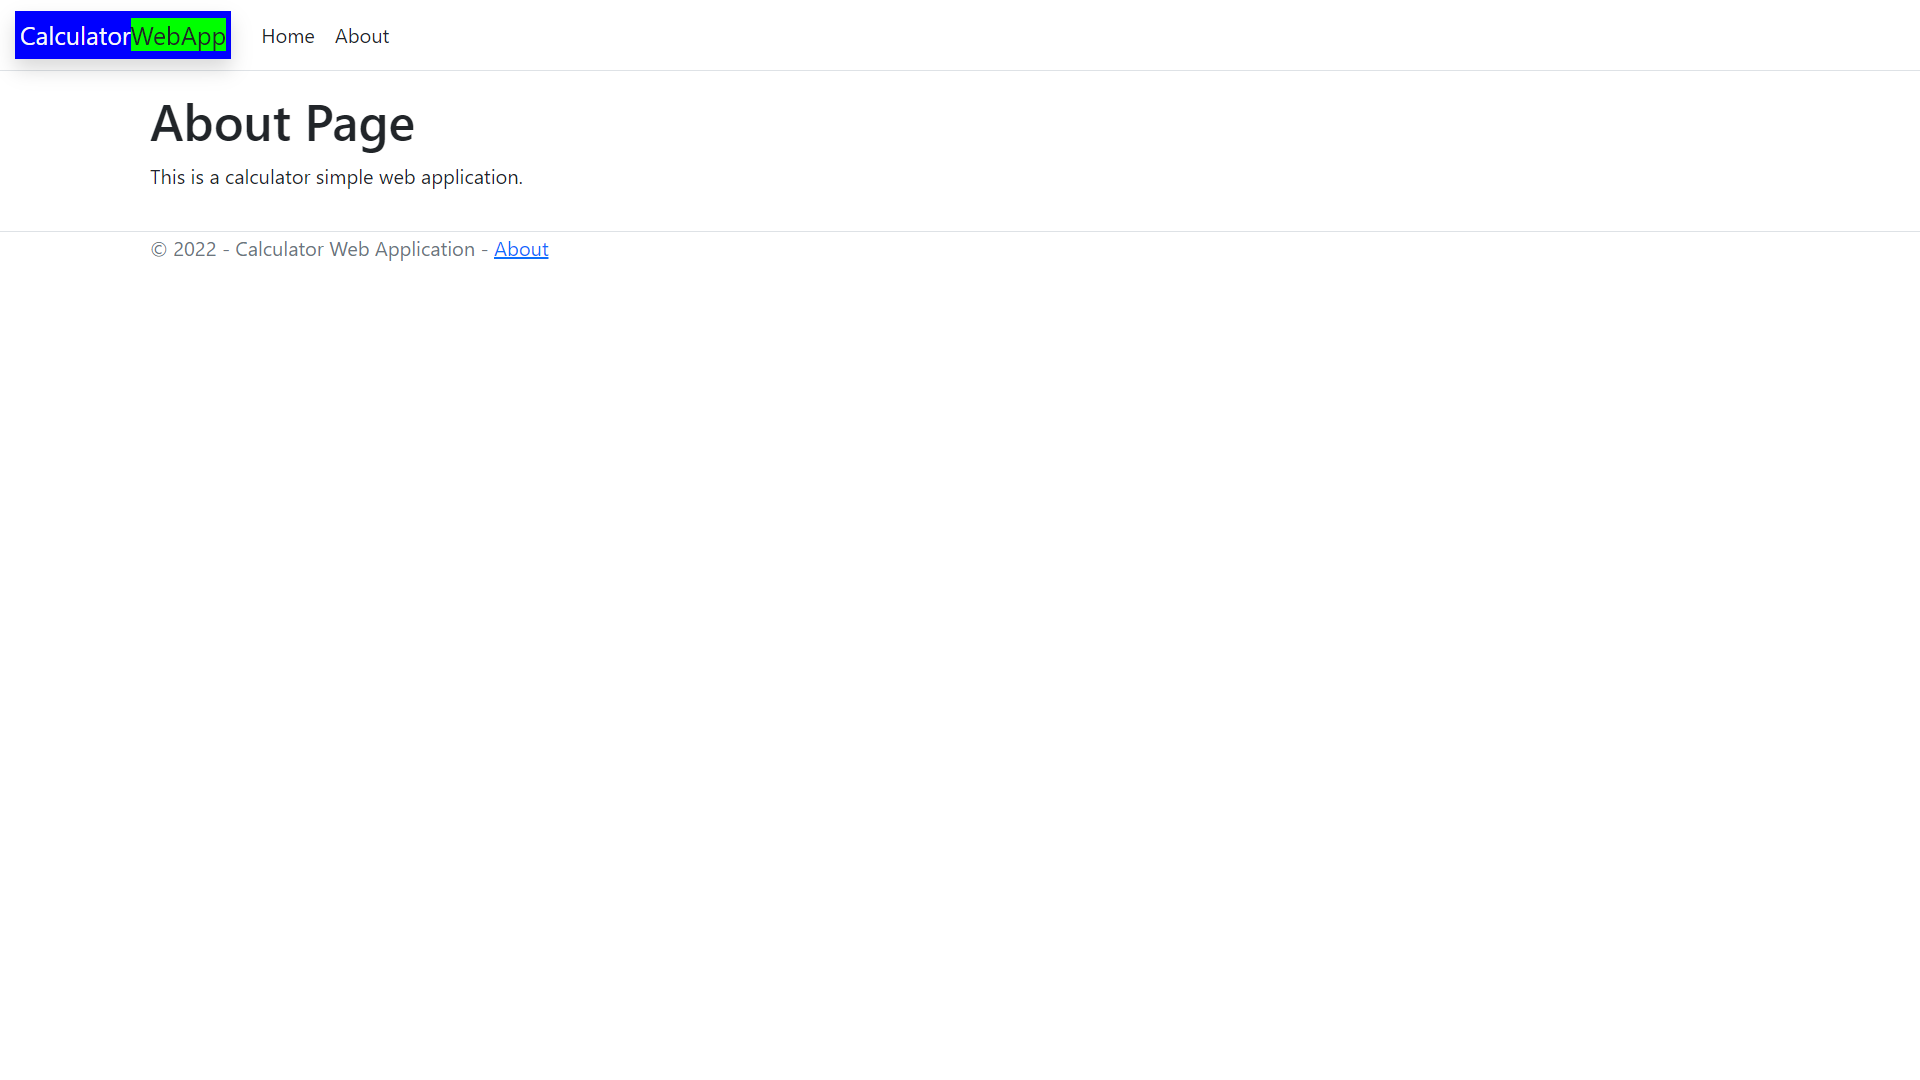 CalculatorWebApp Home About
About Page
This is a calculator simple web application.
© 2022 - Calculator Web Application - About